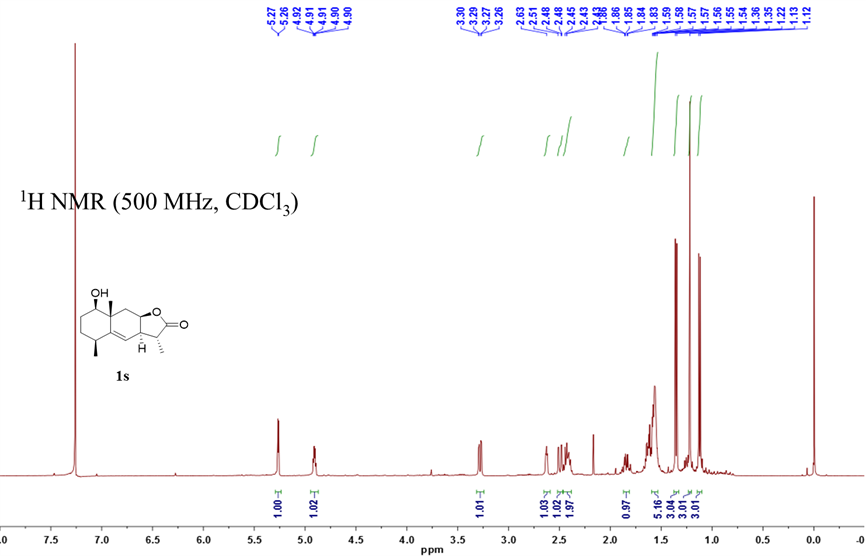 5.27 5.26 4.92 4.91 4.91 4.90 4.90 3.30 3.29 3.27 3.26 2.63 2.51 2.48 2.48 2.45 2.43 2.43 1.86 1.86 1.85 1.84 1.83 1.59 1.58 1.57 1.57 1.56 1.55 1.54 1.36 1.35 1.22 1.13 1.12
¹H NMR (500 MHz, CDCl₃)
OH
O
O
H
1s
1.00 1.02 1.01 1.03 1.02 1.97 0.97 5.16 3.04 3.01 3.01
.0 7.5 7.0 6.5 6.0 5.5 5.0 4.5 4.0 3.5 3.0 2.5 2.0 1.5 1.0 0.5 0.0 -0
ppm